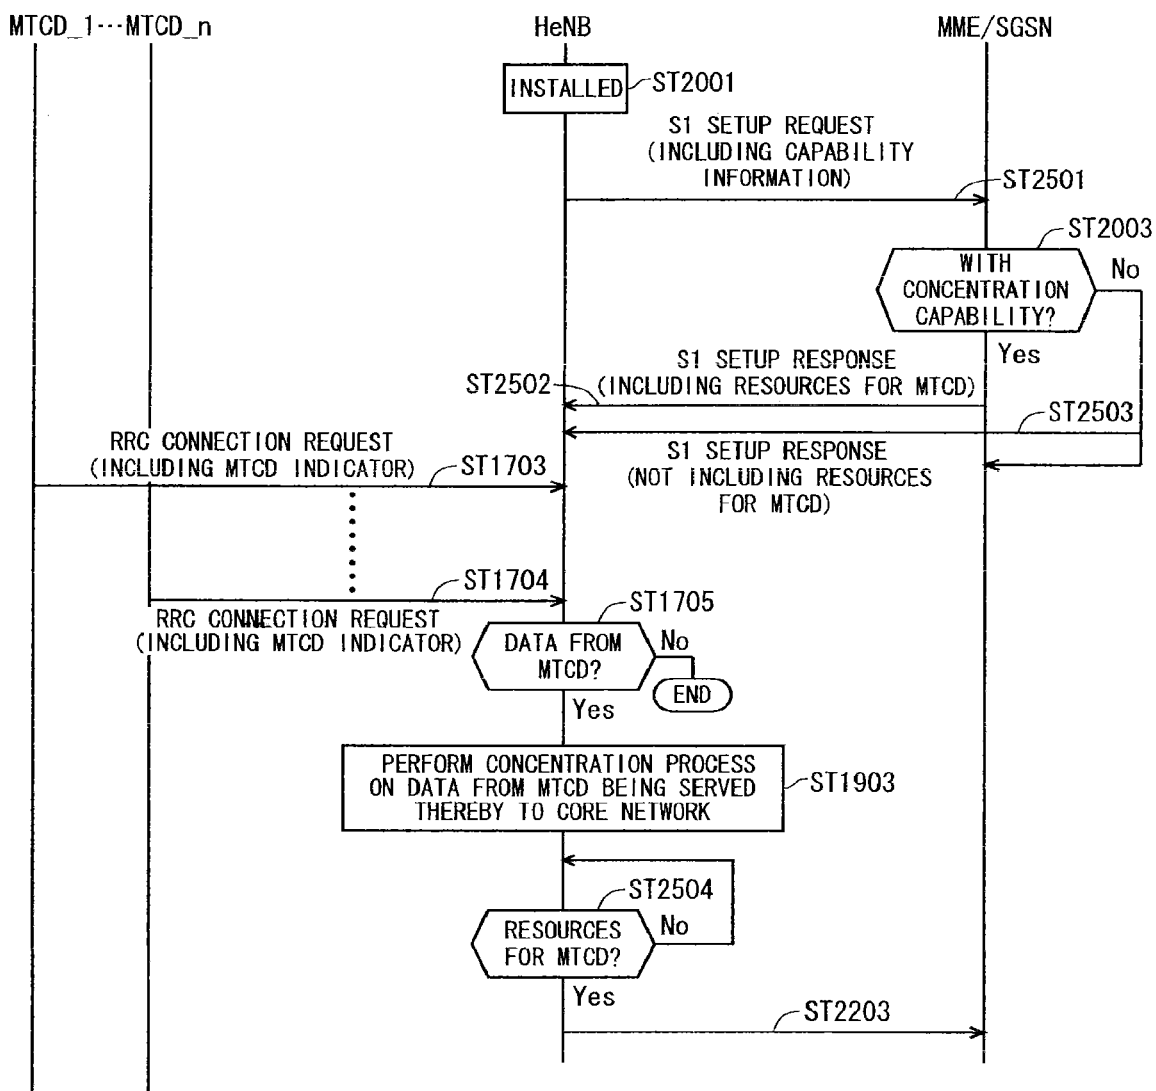 MTCD_1···MTCD_n
HeNB
MME/SGSN
INSTALLED
ST2001
S1 SETUP REQUEST
(INCLUDING CAPABILITY
INFORMATION)
ST2501
ST2003
WITH
CONCENTRATION
CAPABILITY?
No
Yes
S1 SETUP RESPONSE
(INCLUDING RESOURCES FOR MTCD)
ST2502
ST2503
S1 SETUP RESPONSE
(NOT INCLUDING RESOURCES
FOR MTCD)
RRC CONNECTION REQUEST
(INCLUDING MTCD INDICATOR)
ST1703
ST1704
RRC CONNECTION REQUEST
(INCLUDING MTCD INDICATOR)
ST1705
DATA FROM
MTCD?
No
END
Yes
PERFORM CONCENTRATION PROCESS
ON DATA FROM MTCD BEING SERVED
THEREBY TO CORE NETWORK
ST1903
ST2504
RESOURCES
FOR MTCD?
No
Yes
ST2203